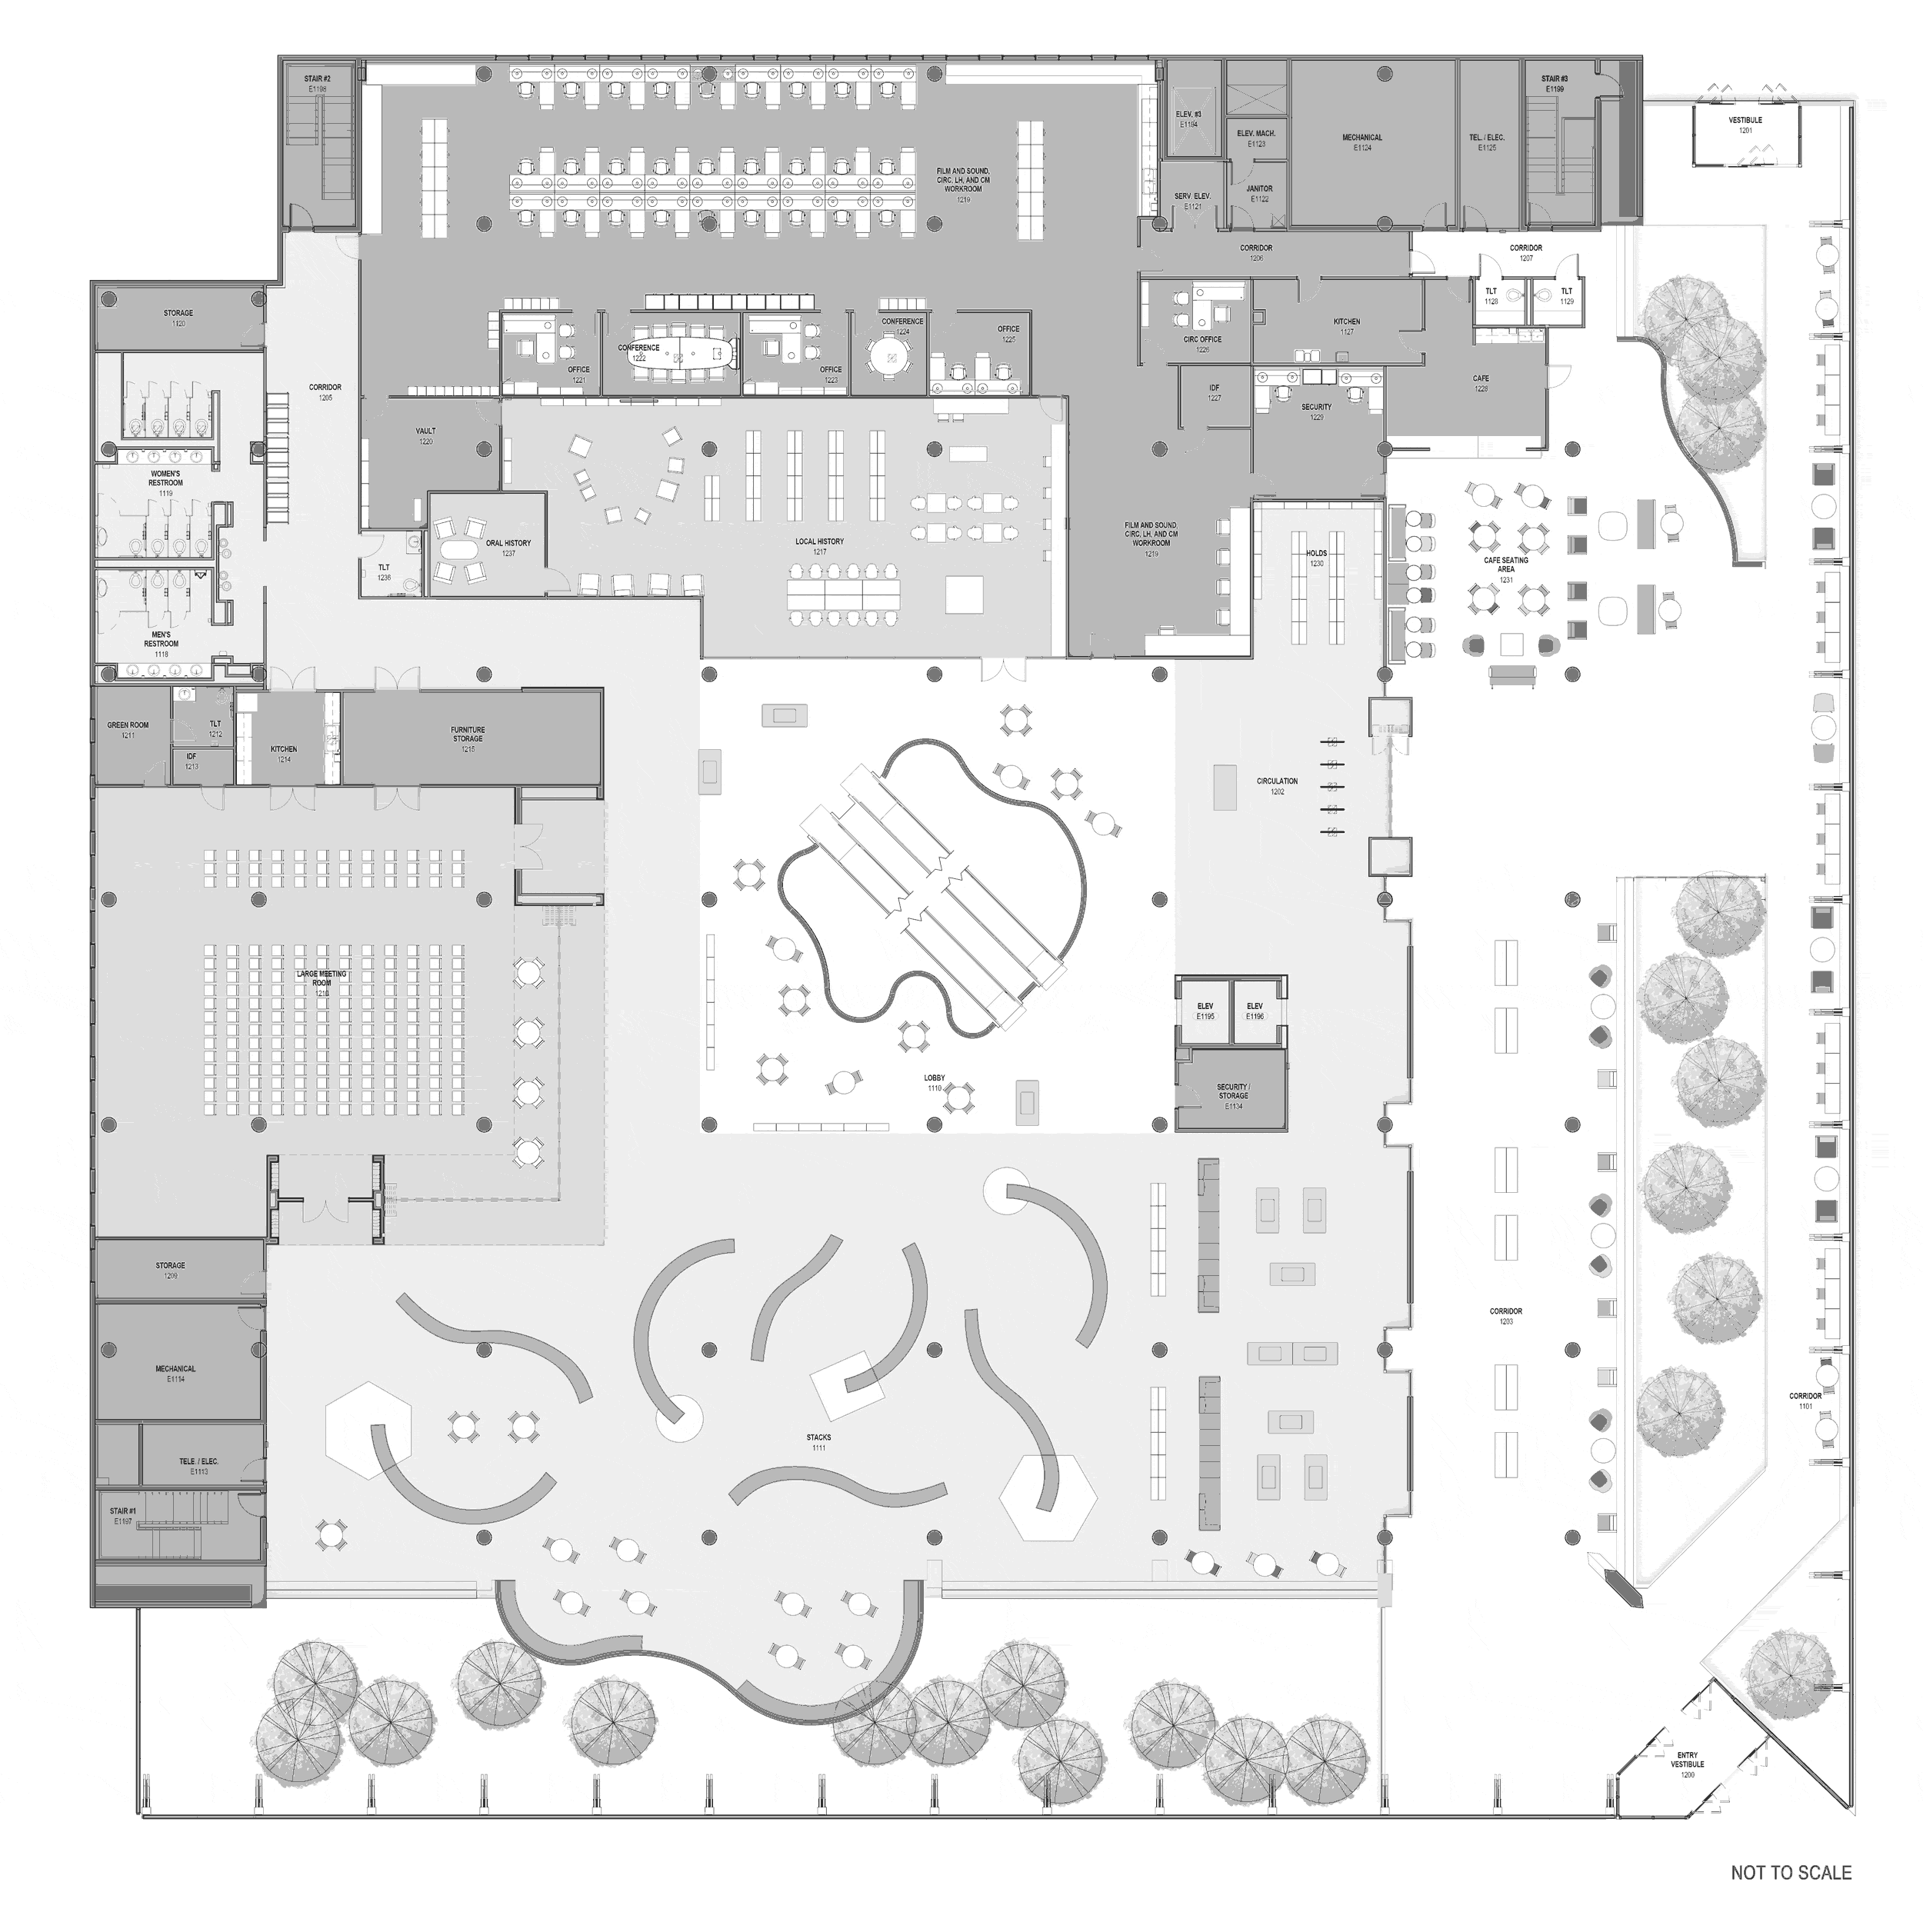 STAIR #2
E1198
ELEV. #3
E1194
ELEV. MACH.
E1123
MECHANICAL
E1124
TEL. / ELEC.
E1125
STAIR #3
E1199
VESTIBULE
1201
FILM AND SOUND,
CIRC. LH, AND CM
WORKROOM
1219
SERV. ELEV.
E1121
JANITOR
E1122
CORRIDOR
1206
CORRIDOR
1207
STORAGE
1120
TLT
1128
TLT
1129
CORRIDOR
1205
CONFERENCE
1222
OFFICE
1221
OFFICE
1223
CONFERENCE
1224
OFFICE
1225
CIRC OFFICE
1226
KITCHEN
1127
IDF
1227
SECURITY
1229
CAFE
1228
VAULT
1220
WOMEN'S
RESTROOM
1119
ORAL HISTORY
1237
LOCAL HISTORY
1217
FILM AND SOUND,
CIRC. LH, AND CM
WORKROOM
1219
HOLDS
1230
CAFE SEATING
AREA
1231
TLT
1236
MEN'S
RESTROOM
1118
GREEN ROOM
1211
TLT
1212
IDF
1213
KITCHEN
1214
FURNITURE
STORAGE
1215
CIRCULATION
1202
LARGE MEETING
ROOM
1210
ELEV
E1195
ELEV
E1196
LOBBY
1110
SECURITY /
STORAGE
E1134
STORAGE
1209
MECHANICAL
E1114
CORRIDOR
1203
CORRIDOR
1101
STACKS
1111
TELE. / ELEC.
E1113
STAIR #1
E1197
ENTRY
VESTIBULE
1200
NOT TO SCALE